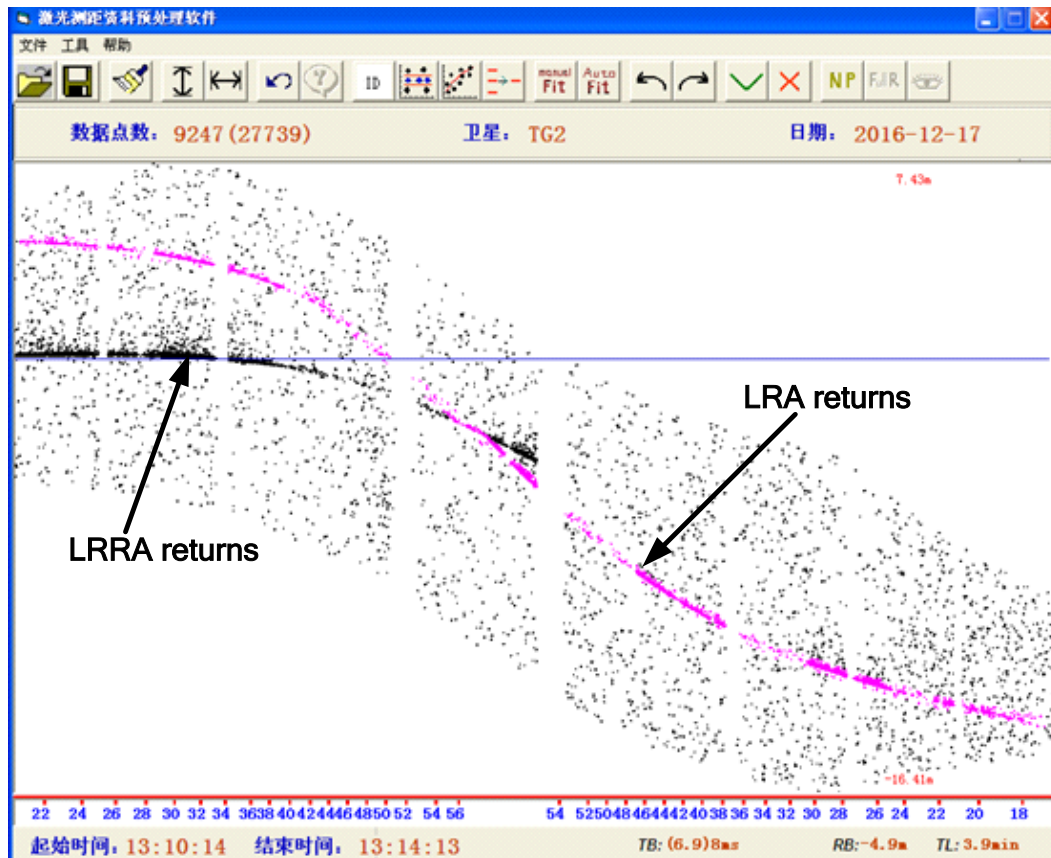 激光测距资料预处理软件
文件 工具 帮助
ID manual Fit Auto Fit NP
数据点数: 9247(27739) 卫星: TG2 日期: 2016-12-17
7.43m
LRA returns
LRRA returns
-16.41m
22 24 26 28 30 32 34 36 38 40 42 44 46 48 50 52 54 56 54 52 50 48 46 44 42 40 38 36 34 32 30 28 26 24 22 20 18
起始时间: 13:10:14 结束时间: 13:14:13 TB: (6.9)8ms RB:-4.9m TL: 3.9min